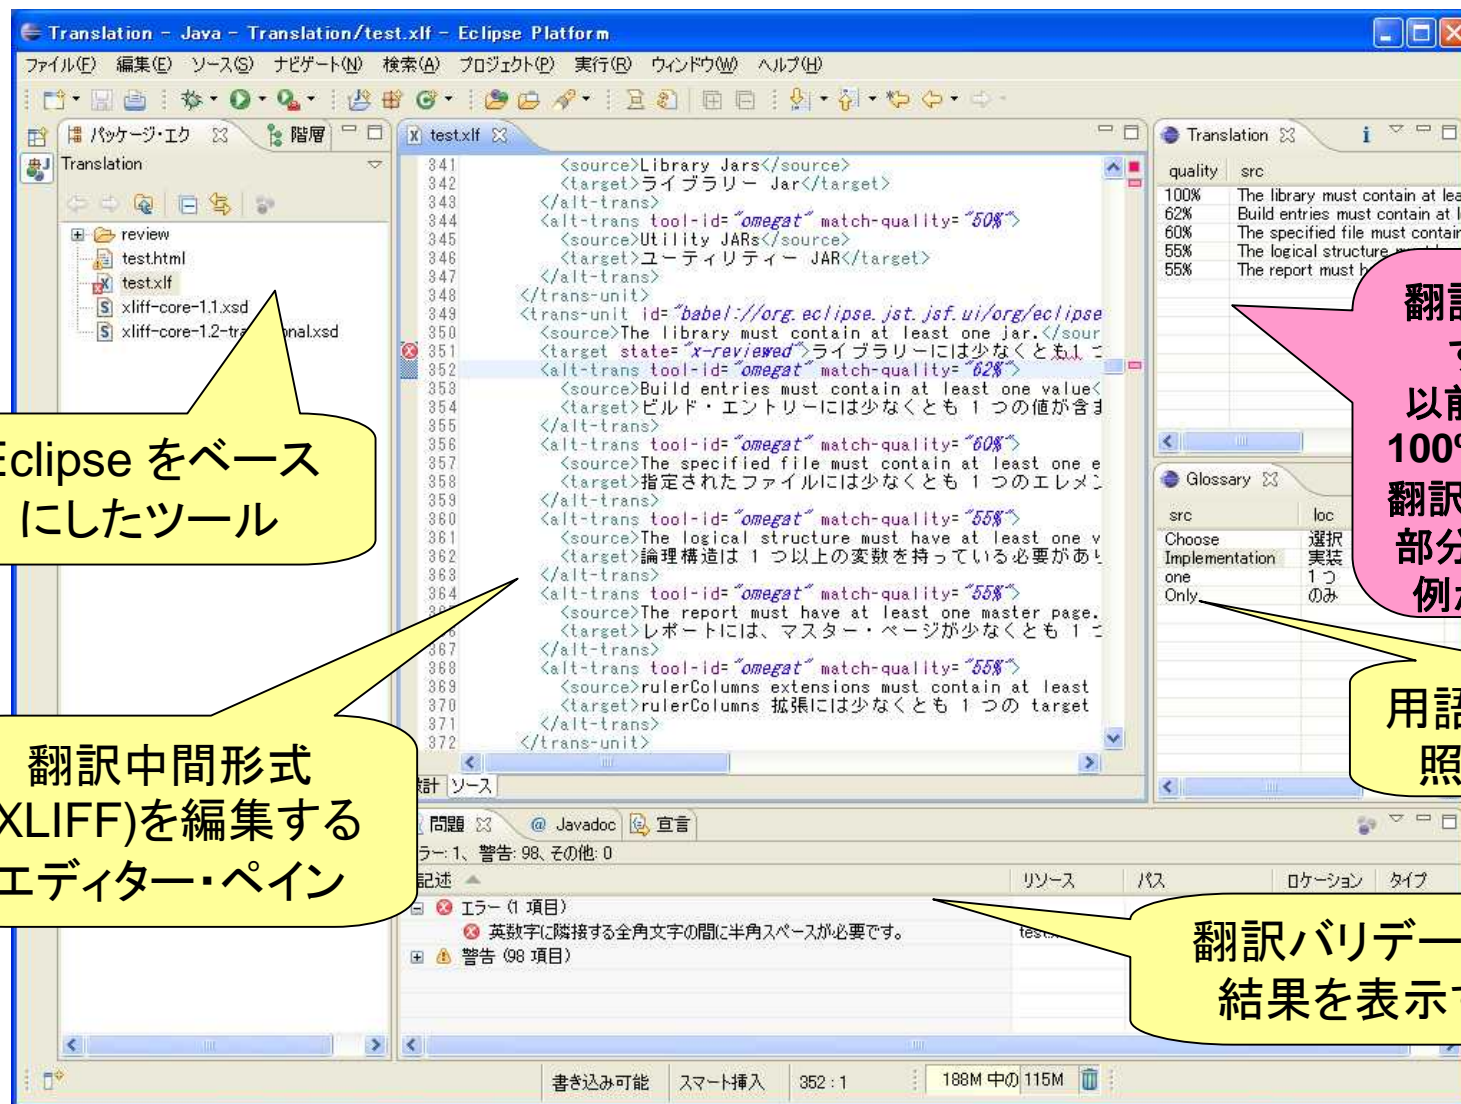 Translation - Java - Translation/test.xlf - Eclipse Platform
ファイル(F) 編集(E) ソース(S) ナビゲート(N) 検索(A) プロジェクト(P) 実行(R) ウィンドウ(W) ヘルプ(H)
パッケージ・エク 階層
Translation
review
test.html
test.xlf
xliff-core-1.1.xsd
xliff-core-1.2-tra onal.xsd
Eclipse をベース
にしたツール
翻訳中間形式
XLIFF)を編集する
エディター・ペイン
test.xlf
341 <source>Library Jars</source>
342 <target>ライブラリー Jar</target>
343 </alt-trans>
344 <alt-trans tool-id="omegat" match-quality="50%">
345 <source>Utility JARs</source>
346 <target>ユーティリティー JAR</target>
347 </alt-trans>
348 </trans-unit>
349 <trans-unit id="babel://org.eclipse.jst.jsf.ui/org/eclipse
350 <source>The library must contain at least one jar.</sour
351 <target state="x-reviewed">ライブラリーには少なくとも1 つ
352 <alt-trans tool-id="omegat" match-quality="62%">
353 <source>Build entries must contain at least one value<
354 <target>ビルド・エントリーには少なくとも 1 つの値が含ま
355 </alt-trans>
356 <alt-trans tool-id="omegat" match-quality="60%">
357 <source>The specified file must contain at least one e
358 <target>指定されたファイルには少なくとも 1 つのエレメン
359 </alt-trans>
360 <alt-trans tool-id="omegat" match-quality="55%">
361 <source>The logical structure must have at least one v
362 <target>論理構造は 1 つ以上の変数を持っている必要があり
363 </alt-trans>
364 <alt-trans tool-id="omegat" match-quality="55%">
<source>The report must have at least one master page.
<target>レポートには、マスター・ページが少なくとも 1 つ
367 </alt-trans>
368 <alt-trans tool-id="omegat" match-quality="55%">
369 <source>rulerColumns extensions must contain at least
370 <target>rulerColumns 拡張には少なくとも 1 つの target
371 </alt-trans>
372 </trans-unit>
計 ソース
Translation
quality src
100% The library must contain at lea
62% Build entries must contain at l
60% The specified file must contain
55% The logical structure
55% The report must h
翻訳
す
以前
100%
翻訳
部分
例が
Glossary
src loc
Choose 選択
Implementation 実装
one 1つ
Only のみ
用語
照
問題 @ Javadoc 宣言
ラー: 1、警告: 98、その他: 0
記述 リソース パス ロケーション タイプ
エラー (1 項目)
英数字に隣接する全角文字の間に半角スペースが必要です。
警告 (98 項目)
翻訳バリデー
結果を表示す
書き込み可能 スマート挿入 352 : 1 188M 中の 115M